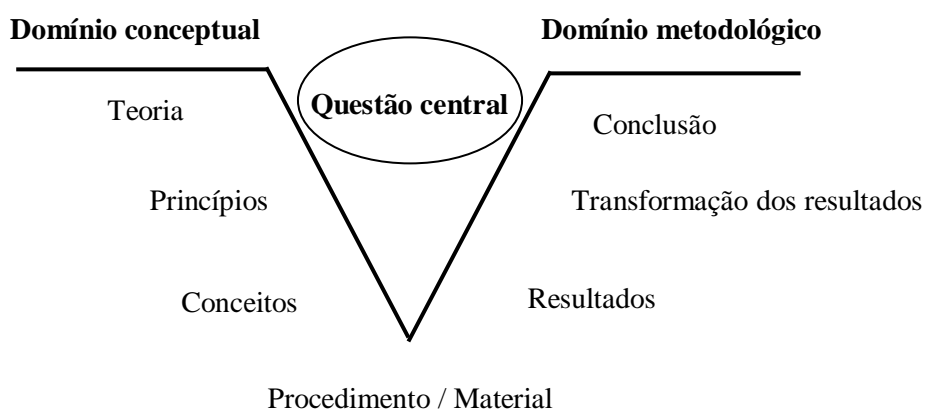 Domínio conceptual
Domínio metodológico
Questão central
Teoria
Conclusão
Princípios
Transformação dos resultados
Conceitos
Resultados
Procedimento / Material